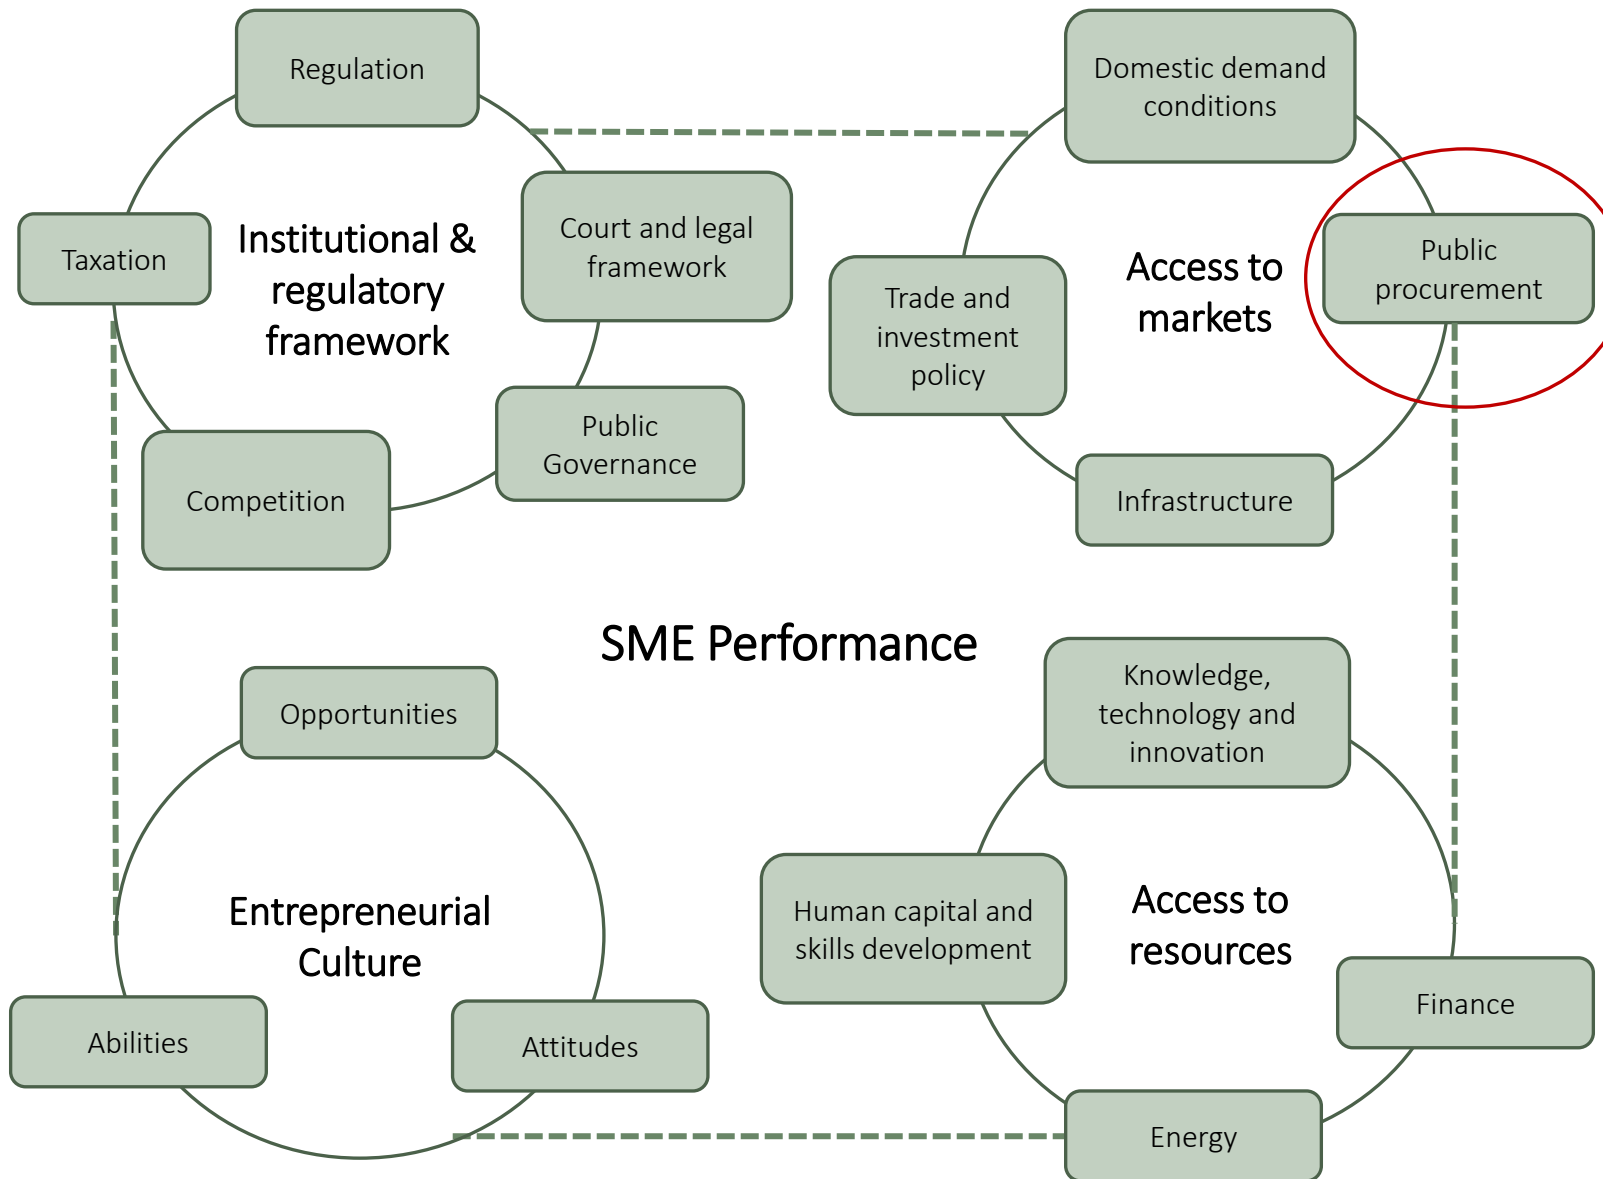 Regulation
Taxation
Institutional &
regulatory
framework
Court and legal
framework
Public
Governance
Competition
Domestic demand
conditions
Trade and
investment
policy
Access to
markets
Public
procurement
Infrastructure
SME Performance
Opportunities
Entrepreneurial
Culture
Abilities
Attitudes
Knowledge,
technology and
innovation
Human capital and
skills development
Access to
resources
Finance
Energy